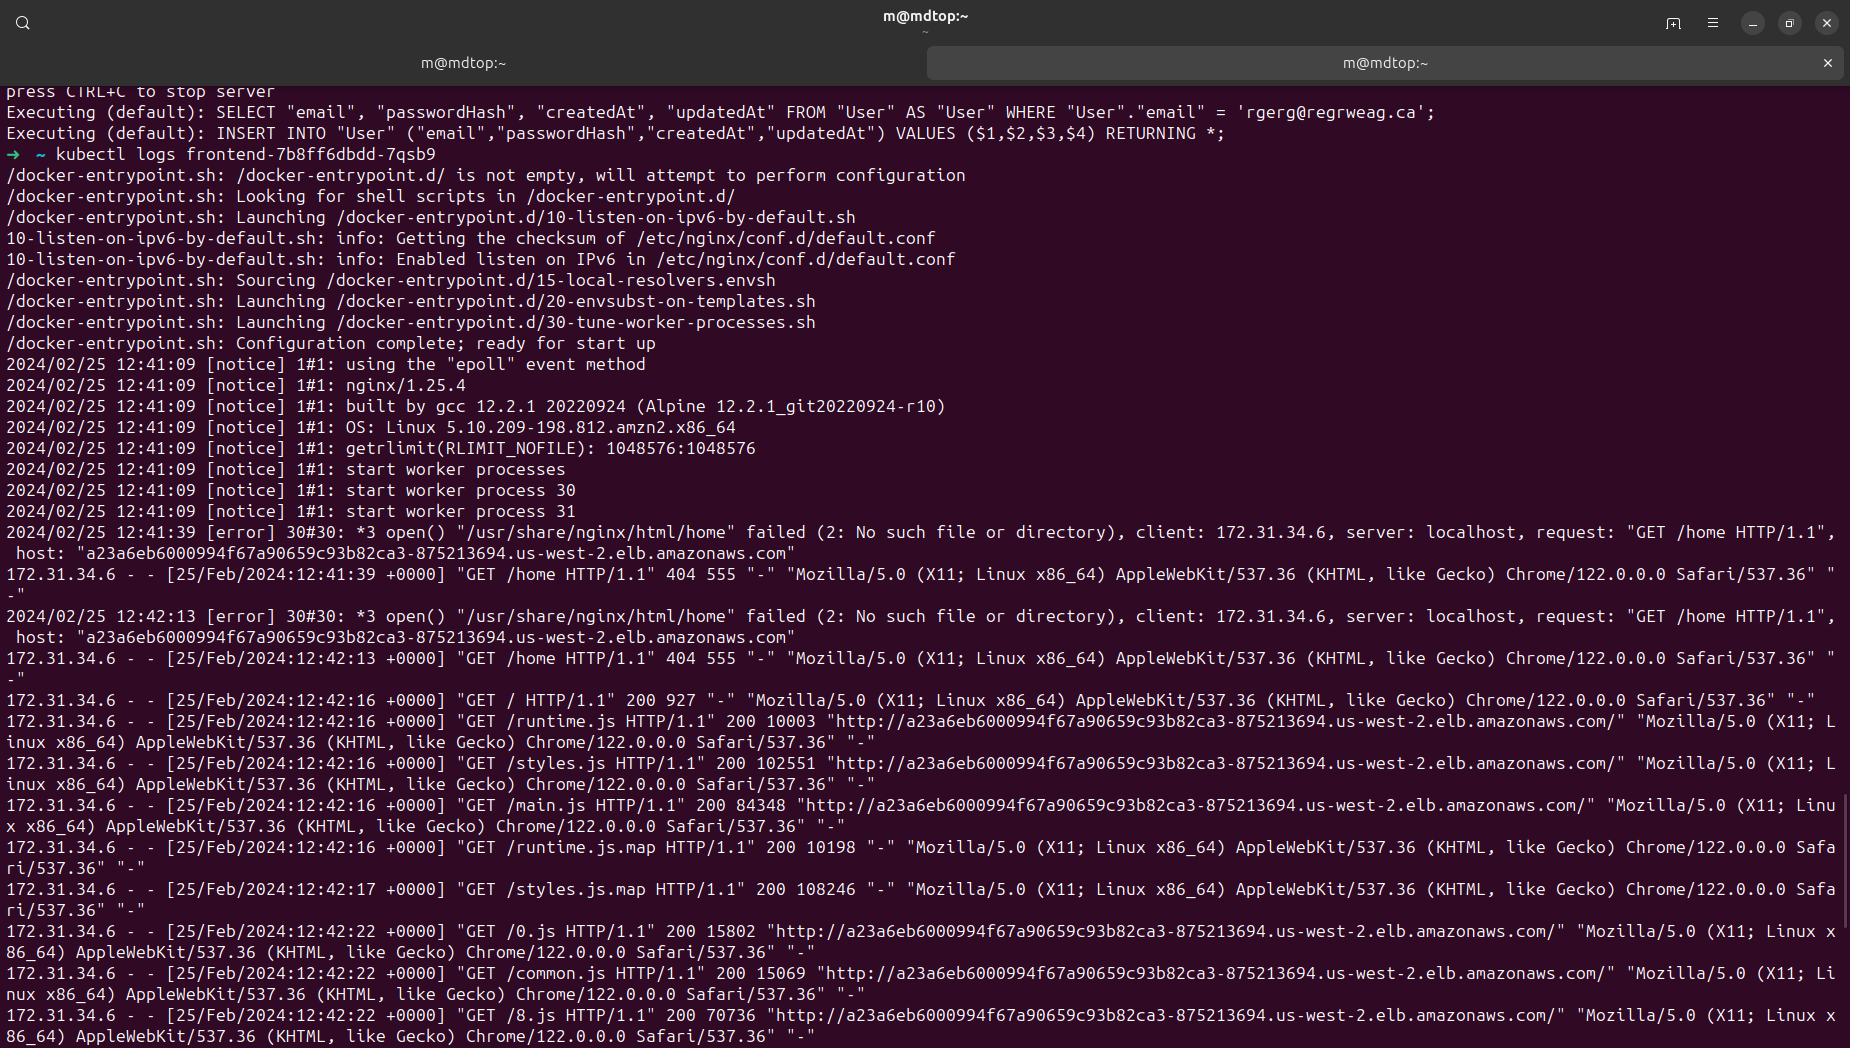 m@mdtop:~
~
m@mdtop:~
m@mdtop:~
press CTRL+C to stop server
Executing (default): SELECT "email", "passwordHash", "createdAt", "updatedAt" FROM "User" AS "User" WHERE "User"."email" = 'rgerg@regrweag.ca';
Executing (default): INSERT INTO "User" ("email","passwordHash","createdAt","updatedAt") VALUES ($1,$2,$3,$4) RETURNING *;
➜  ~ kubectl logs frontend-7b8ff6dbdd-7qsb9
/docker-entrypoint.sh: /docker-entrypoint.d/ is not empty, will attempt to perform configuration
/docker-entrypoint.sh: Looking for shell scripts in /docker-entrypoint.d/
/docker-entrypoint.sh: Launching /docker-entrypoint.d/10-listen-on-ipv6-by-default.sh
10-listen-on-ipv6-by-default.sh: info: Getting the checksum of /etc/nginx/conf.d/default.conf
10-listen-on-ipv6-by-default.sh: info: Enabled listen on IPv6 in /etc/nginx/conf.d/default.conf
/docker-entrypoint.sh: Sourcing /docker-entrypoint.d/15-local-resolvers.envsh
/docker-entrypoint.sh: Launching /docker-entrypoint.d/20-envsubst-on-templates.sh
/docker-entrypoint.sh: Launching /docker-entrypoint.d/30-tune-worker-processes.sh
/docker-entrypoint.sh: Configuration complete; ready for start up
2024/02/25 12:41:09 [notice] 1#1: using the "epoll" event method
2024/02/25 12:41:09 [notice] 1#1: nginx/1.25.4
2024/02/25 12:41:09 [notice] 1#1: built by gcc 12.2.1 20220924 (Alpine 12.2.1_git20220924-r10)
2024/02/25 12:41:09 [notice] 1#1: OS: Linux 5.10.209-198.812.amzn2.x86_64
2024/02/25 12:41:09 [notice] 1#1: getrlimit(RLIMIT_NOFILE): 1048576:1048576
2024/02/25 12:41:09 [notice] 1#1: start worker processes
2024/02/25 12:41:09 [notice] 1#1: start worker process 30
2024/02/25 12:41:09 [notice] 1#1: start worker process 31
2024/02/25 12:41:39 [error] 30#30: *3 open() "/usr/share/nginx/html/home" failed (2: No such file or directory), client: 172.31.34.6, server: localhost, request: "GET /home HTTP/1.1",
 host: "a23a6eb6000994f67a90659c93b82ca3-875213694.us-west-2.elb.amazonaws.com"
172.31.34.6 - - [25/Feb/2024:12:41:39 +0000] "GET /home HTTP/1.1" 404 555 "-" "Mozilla/5.0 (X11; Linux x86_64) AppleWebKit/537.36 (KHTML, like Gecko) Chrome/122.0.0.0 Safari/537.36" "
-"
2024/02/25 12:42:13 [error] 30#30: *3 open() "/usr/share/nginx/html/home" failed (2: No such file or directory), client: 172.31.34.6, server: localhost, request: "GET /home HTTP/1.1",
 host: "a23a6eb6000994f67a90659c93b82ca3-875213694.us-west-2.elb.amazonaws.com"
172.31.34.6 - - [25/Feb/2024:12:42:13 +0000] "GET /home HTTP/1.1" 404 555 "-" "Mozilla/5.0 (X11; Linux x86_64) AppleWebKit/537.36 (KHTML, like Gecko) Chrome/122.0.0.0 Safari/537.36" "
-"
172.31.34.6 - - [25/Feb/2024:12:42:16 +0000] "GET / HTTP/1.1" 200 927 "-" "Mozilla/5.0 (X11; Linux x86_64) AppleWebKit/537.36 (KHTML, like Gecko) Chrome/122.0.0.0 Safari/537.36" "-"
172.31.34.6 - - [25/Feb/2024:12:42:16 +0000] "GET /runtime.js HTTP/1.1" 200 10003 "http://a23a6eb6000994f67a90659c93b82ca3-875213694.us-west-2.elb.amazonaws.com/" "Mozilla/5.0 (X11; L
inux x86_64) AppleWebKit/537.36 (KHTML, like Gecko) Chrome/122.0.0.0 Safari/537.36" "-"
172.31.34.6 - - [25/Feb/2024:12:42:16 +0000] "GET /styles.js HTTP/1.1" 200 102551 "http://a23a6eb6000994f67a90659c93b82ca3-875213694.us-west-2.elb.amazonaws.com/" "Mozilla/5.0 (X11; L
inux x86_64) AppleWebKit/537.36 (KHTML, like Gecko) Chrome/122.0.0.0 Safari/537.36" "-"
172.31.34.6 - - [25/Feb/2024:12:42:16 +0000] "GET /main.js HTTP/1.1" 200 84348 "http://a23a6eb6000994f67a90659c93b82ca3-875213694.us-west-2.elb.amazonaws.com/" "Mozilla/5.0 (X11; Linu
x x86_64) AppleWebKit/537.36 (KHTML, like Gecko) Chrome/122.0.0.0 Safari/537.36" "-"
172.31.34.6 - - [25/Feb/2024:12:42:16 +0000] "GET /runtime.js.map HTTP/1.1" 200 10198 "-" "Mozilla/5.0 (X11; Linux x86_64) AppleWebKit/537.36 (KHTML, like Gecko) Chrome/122.0.0.0 Safa
ri/537.36" "-"
172.31.34.6 - - [25/Feb/2024:12:42:17 +0000] "GET /styles.js.map HTTP/1.1" 200 108246 "-" "Mozilla/5.0 (X11; Linux x86_64) AppleWebKit/537.36 (KHTML, like Gecko) Chrome/122.0.0.0 Safa
ri/537.36" "-"
172.31.34.6 - - [25/Feb/2024:12:42:22 +0000] "GET /0.js HTTP/1.1" 200 15802 "http://a23a6eb6000994f67a90659c93b82ca3-875213694.us-west-2.elb.amazonaws.com/" "Mozilla/5.0 (X11; Linux x
86_64) AppleWebKit/537.36 (KHTML, like Gecko) Chrome/122.0.0.0 Safari/537.36" "-"
172.31.34.6 - - [25/Feb/2024:12:42:22 +0000] "GET /common.js HTTP/1.1" 200 15069 "http://a23a6eb6000994f67a90659c93b82ca3-875213694.us-west-2.elb.amazonaws.com/" "Mozilla/5.0 (X11; Li
nux x86_64) AppleWebKit/537.36 (KHTML, like Gecko) Chrome/122.0.0.0 Safari/537.36" "-"
172.31.34.6 - - [25/Feb/2024:12:42:22 +0000] "GET /8.js HTTP/1.1" 200 70736 "http://a23a6eb6000994f67a90659c93b82ca3-875213694.us-west-2.elb.amazonaws.com/" "Mozilla/5.0 (X11; Linux x
86_64) AppleWebKit/537.36 (KHTML, like Gecko) Chrome/122.0.0.0 Safari/537.36" "-"